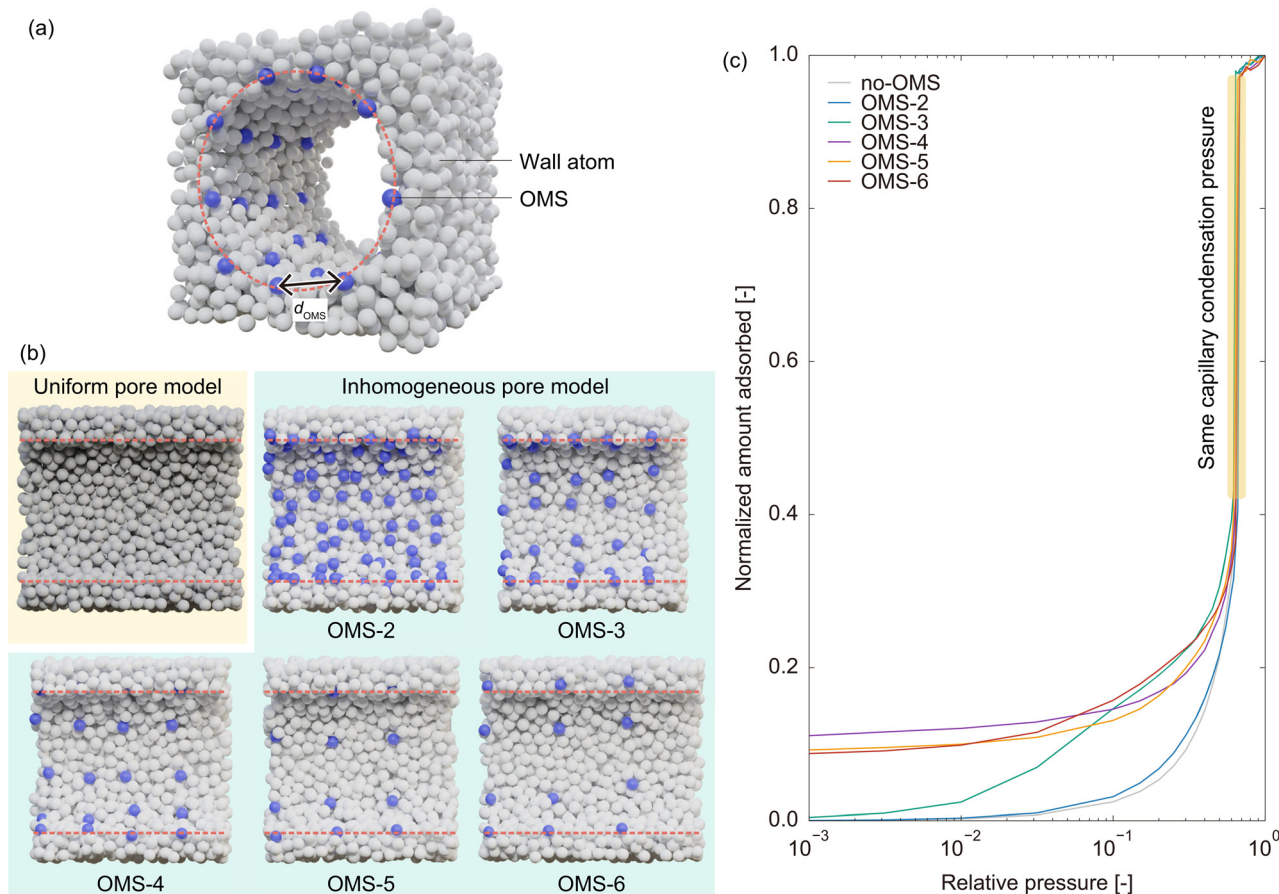 (a)
Wall atom
OMS
d_OMS
(b)
Uniform pore model
Inhomogeneous pore model
OMS-2
OMS-3
OMS-4
OMS-5
OMS-6
(c)
no-OMS
OMS-2
OMS-3
OMS-4
OMS-5
OMS-6
Same capillary condensation pressure
Normalized amount adsorbed [-]
1.0
0.8
0.6
0.4
0.2
0.0
10⁻³
10⁻²
10⁻¹
10⁰
Relative pressure [-]